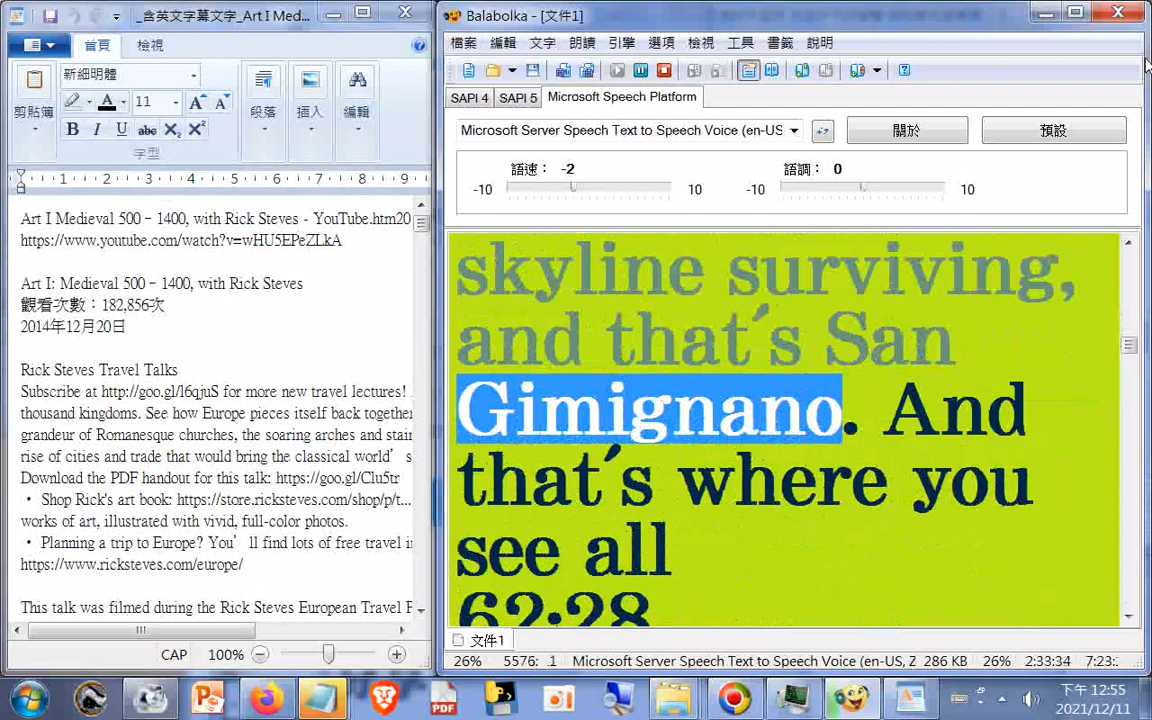 _含英文字幕文字_Art I Med...
首頁
檢視
剪貼簿
新細明體
11
B I U abc X₂ X²
字型
段落
插入
編輯
1 2 3 4 5 6 7 8 9
Art I Medieval 500–1400, with Rick Steves - YouTube.htm20
https://www.youtube.com/watch?v=wHU5EPeZLkA
Art I: Medieval 500–1400, with Rick Steves
觀看次數：182,856次
2014年12月20日
Rick Steves Travel Talks
Subscribe at http://goo.gl/l6qjuS for more new travel lectures!
thousand kingdoms. See how Europe pieces itself back together
grandeur of Romanesque churches, the soaring arches and stair
rise of cities and trade that would bring the classical world's
Download the PDF handout for this talk: https://goo.gl/Clu5tr
• Shop Rick's art book: https://store.ricksteves.com/shop/p/t...
works of art, illustrated with vivid, full-color photos.
• Planning a trip to Europe? You'll find lots of free travel in
https://www.ricksteves.com/europe/
This talk was filmed during the Rick Steves European Travel F
CAP 100%
Balabolka - [文件1]
檔案 編輯 文字 朗讀 引擎 選項 檢視 工具 書籤 說明
SAPI 4 SAPI 5 Microsoft Speech Platform
Microsoft Server Speech Text to Speech Voice (en-US
關於
預設
語速： -2
語調： 0
-10 10 -10 10
skyline surviving,
and that's San
Gimignano. And
that's where you
see all
62:28
文件1
26% 5576: 1 Microsoft Server Speech Text to Speech Voice (en-US, Z 286 KB 26% 2:33:34 7:23:
下午 12:55
2021/12/11